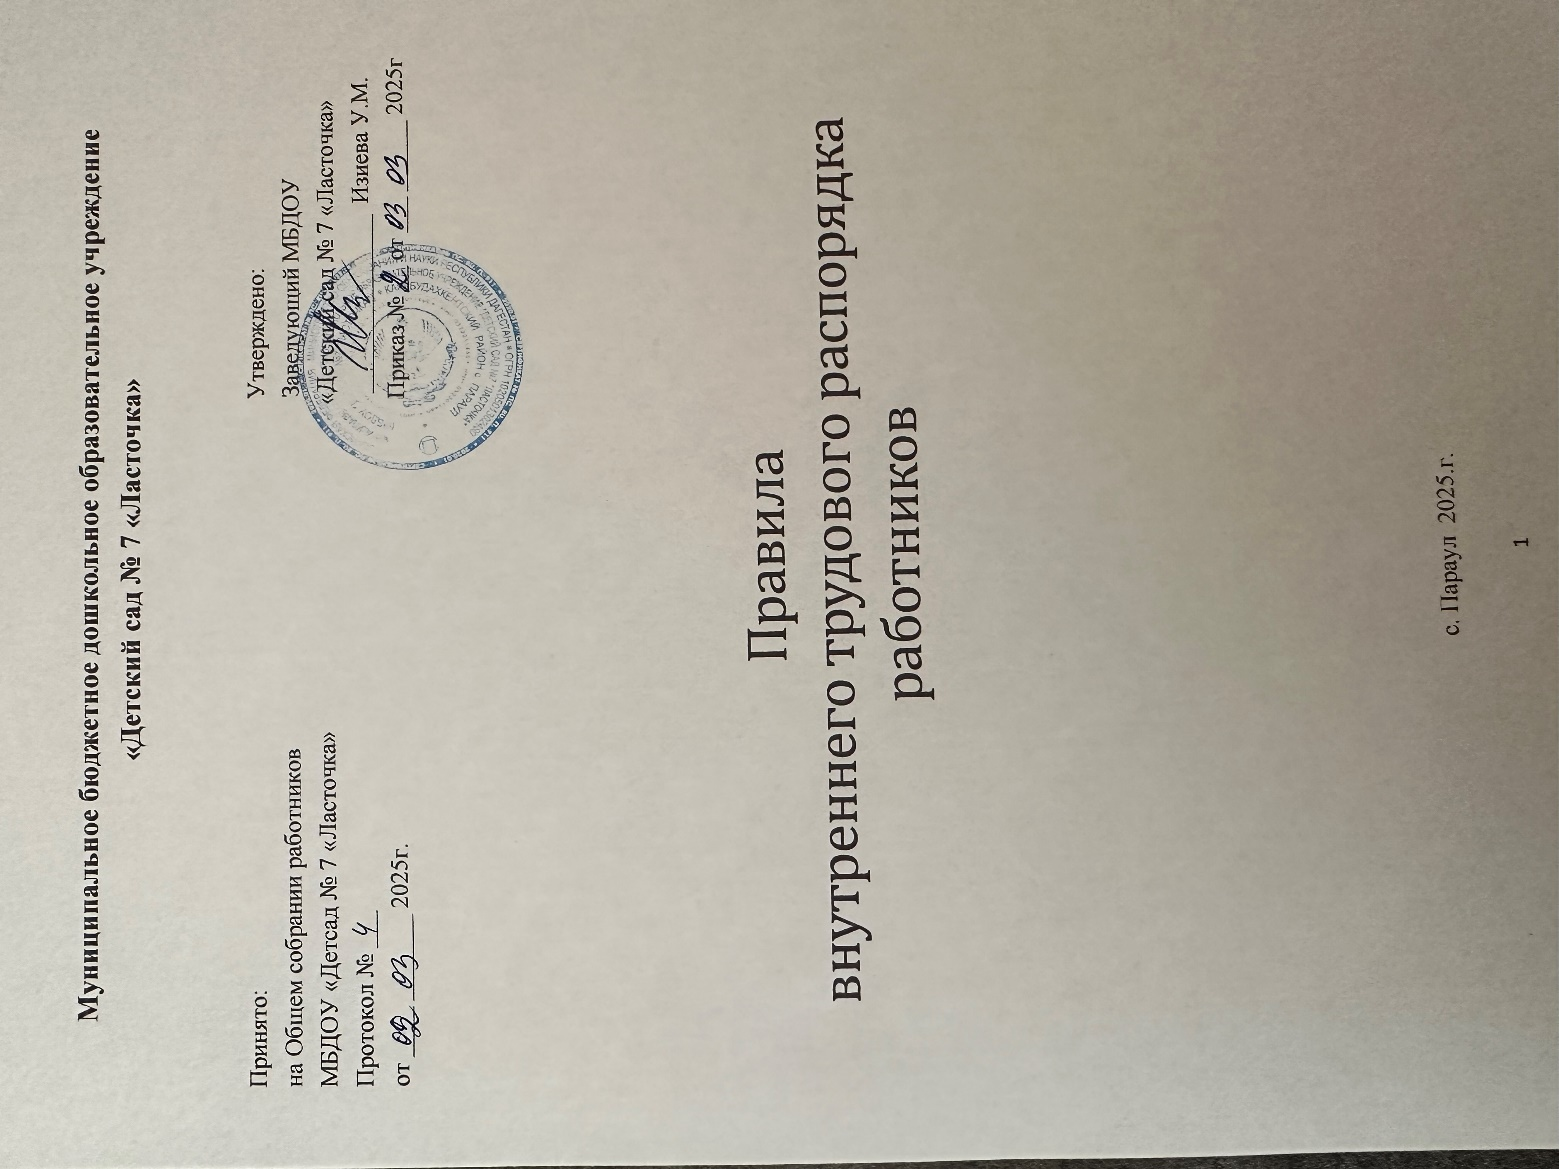 Муниципальное бюджетное дошкольное образовательное учреждение
«Детский сад № 7 «Ласточка»
Принято:
на Общем собрании работников
МБДОУ «Детсад № 7 «Ласточка»
Протокол № 4
от 02 03 2025г.
Утверждено:
Заведующий МБДОУ
«Детский сад № 7 «Ласточка»
Изиева У.М.
Приказ № 2 от 03 03 2025г
Правила
внутреннего трудового распорядка
работников
с. Параул 2025.г.
1